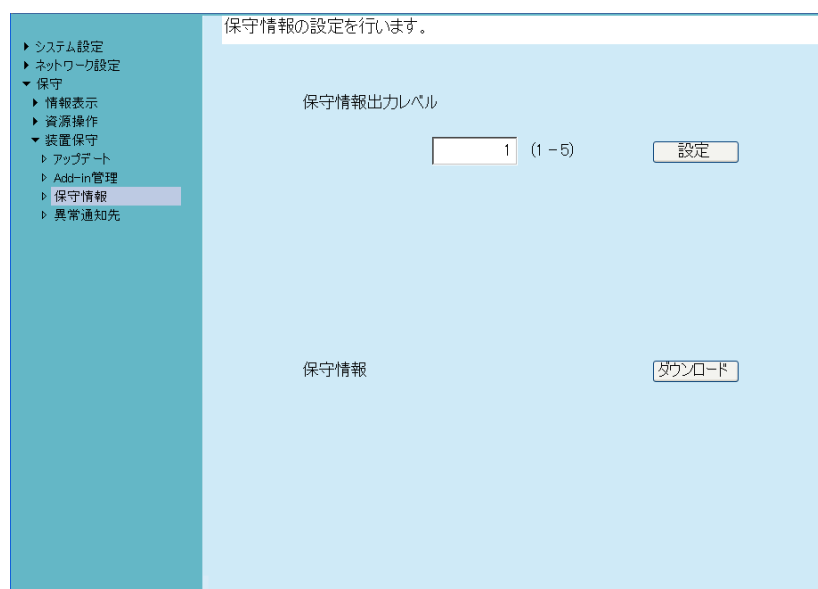 保守情報の設定を行います。
システム設定
ネットワーク設定
保守
情報表示
資源操作
装置保守
アップデート
Add-in管理
保守情報
異常通知先
保守情報出力レベル
1 (1 - 5) 設定
保守情報 ダウンロード